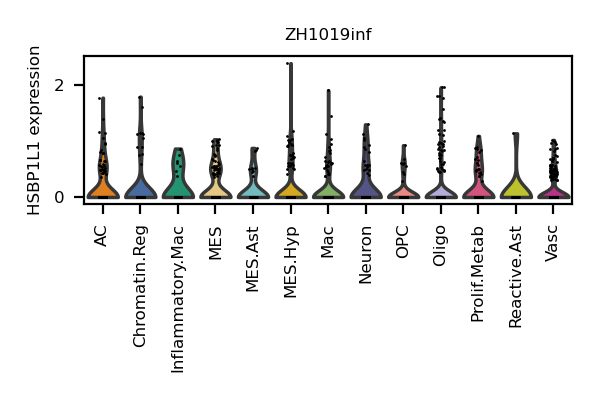 ZH1019inf
HSBP1L1 expression
2
0
AC
Chromatin.Reg
Inflammatory.Mac
MES
MES.Ast
MES.Hyp
Mac
Neuron
OPC
Oligo
Prolif.Metab
Reactive.Ast
Vasc